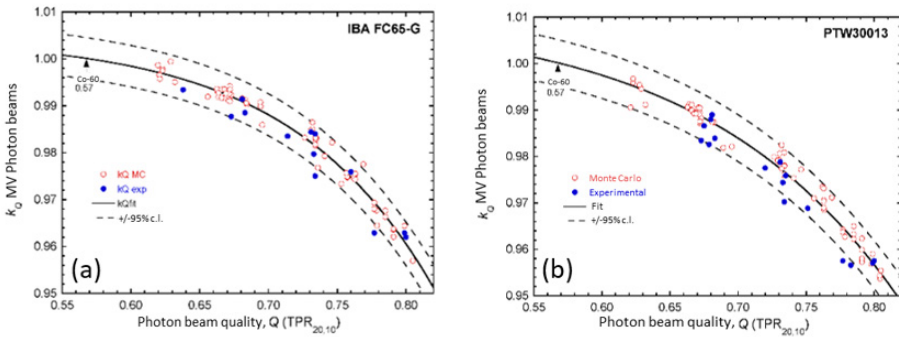 IBA FC65-G
1.01
1.00
0.99
0.98
0.97
0.96
0.95
kQ MV Photon beams
Co-60
0.57
kQ MC
kQ exp
kQfit
+/-95% c.l.
(a)
0.55 0.60 0.65 0.70 0.75 0.80
Photon beam quality, Q (TPR20,10)
PTW30013
1.01
1.00
0.99
0.98
0.97
0.96
0.95
kQ MV Photon beams
Co-60
0.57
Monte Carlo
Experimental
Fit
+/-95% c.l.
(b)
0.55 0.60 0.65 0.70 0.75 0.80
Photon beam quality, Q (TPR20,10)